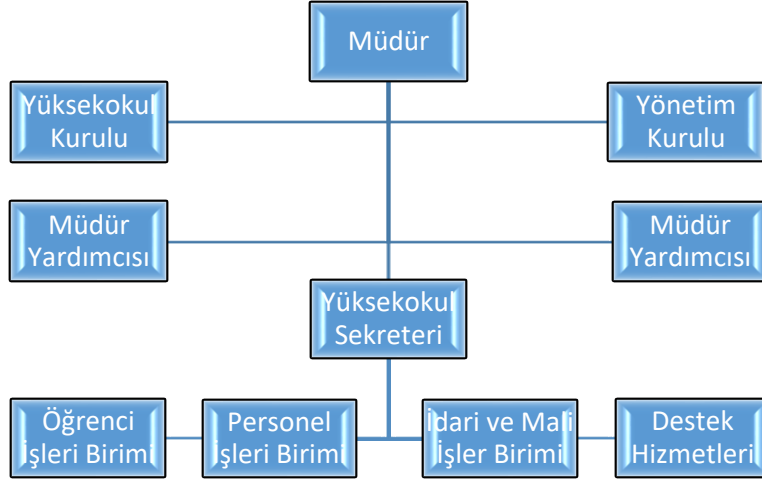 Müdür
Yüksekokul
Kurulu
Yönetim
Kurulu
Müdür
Yardımcısı
Müdür
Yardımcısı
Yüksekokul
Sekreteri
Öğrenci
İşleri Birimi
Personel
İşleri Birimi
İdari ve Mali
İşler Birimi
Destek
Hizmetleri